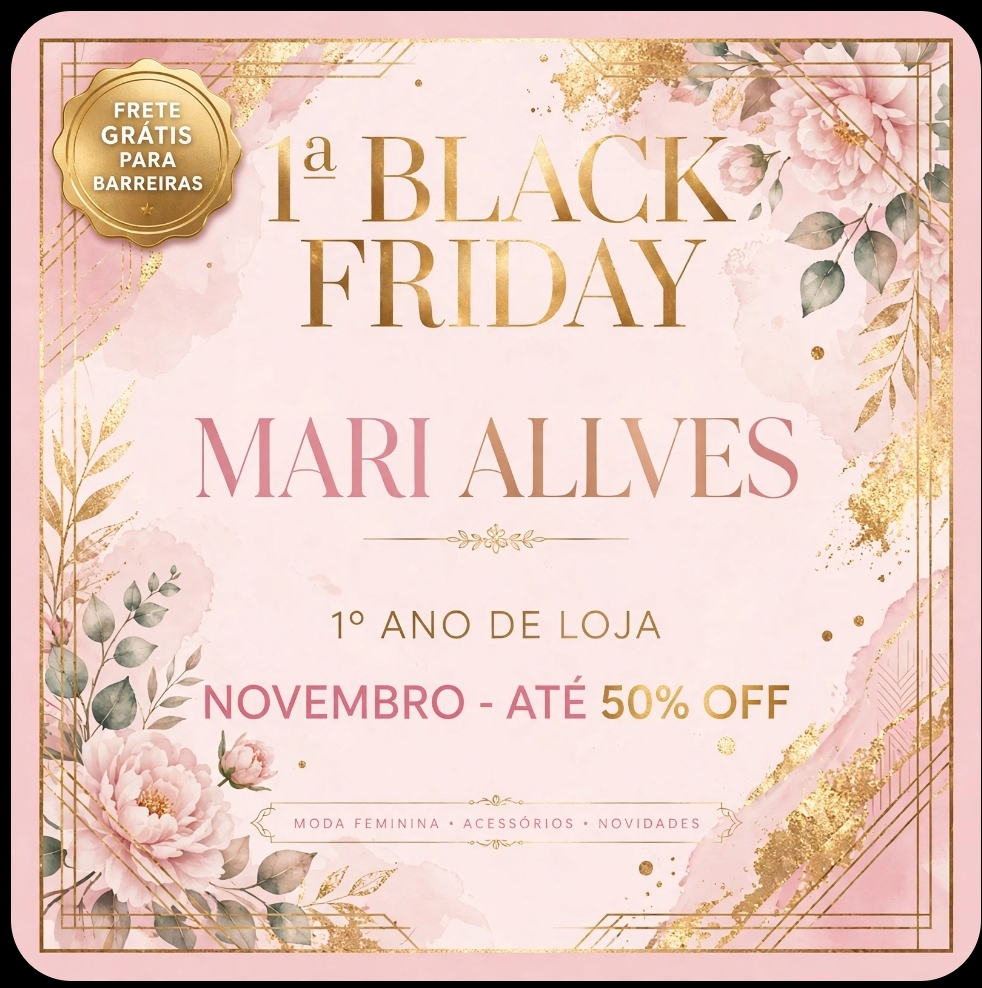 FRETE
GRÁTIS
PARA
BARREIRAS
1ª BLACK
FRIDAY
MARI ALLVES
1º ANO DE LOJA
NOVEMBRO - ATÉ 50% OFF
MODA FEMININA • ACESSÓRIOS • NOVIDADES